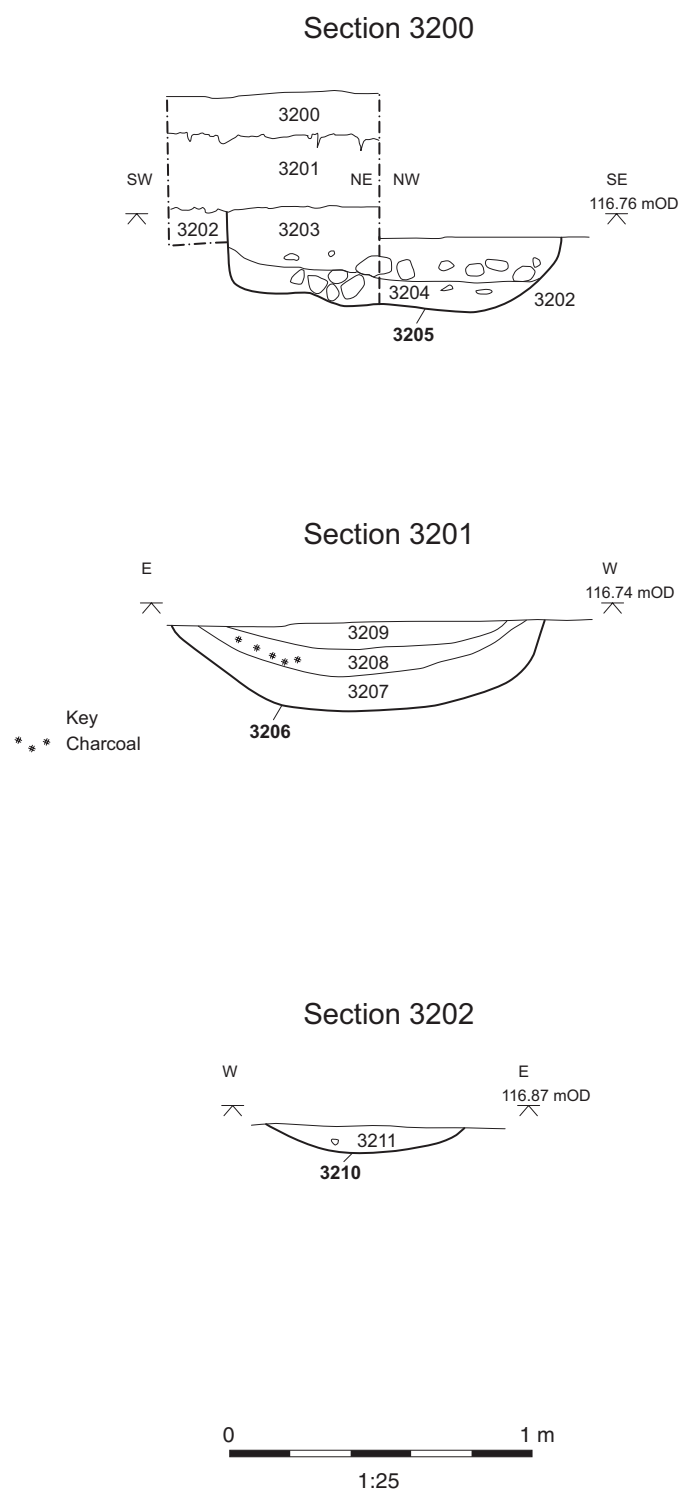 Section 3200
3200
3201
SW
NE
NW
SE
116.76 mOD
3202
3203
3204
3202
3205
Section 3201
E
W
116.74 mOD
3209
3208
3207
3206
Key
Charcoal
Section 3202
W
E
116.87 mOD
3211
3210
0
1 m
1:25